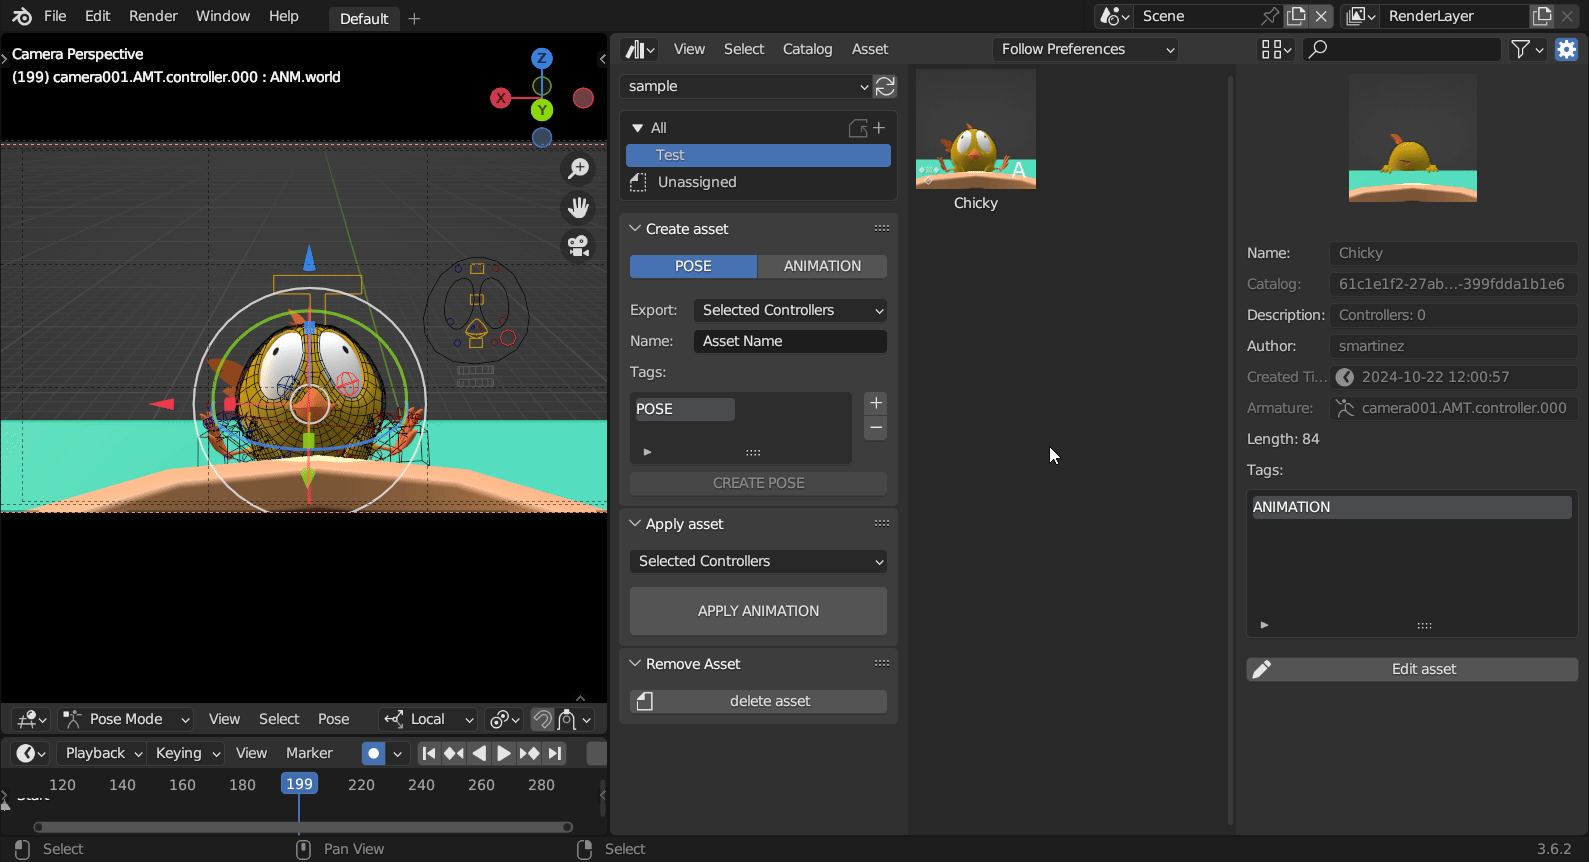 File Edit Render Window Help Default Scene RenderLayer
Camera Perspective
(199) camera001.AMT.controller.000 : ANM.world
Z
X
Y
View Select Catalog Asset Follow Preferences
sample
All
Test
Unassigned
Create asset
POSE ANIMATION
Export: Selected Controllers
Name: Asset Name
Tags:
POSE
CREATE POSE
Apply asset
Selected Controllers
APPLY ANIMATION
Remove Asset
delete asset
A
Chicky
Name: Chicky
Catalog: 61c1e1f2-27ab...-399fdda1b1e6
Description: Controllers: 0
Author: smartinez
Created Ti... 2024-10-22 12:00:57
Armature: camera001.AMT.controller.000
Length: 84
Tags:
ANIMATION
Edit asset
Pose Mode View Select Pose Local
Playback Keying View Marker
120 140 160 180 199 220 240 260 280
Start
Select Pan View Select 3.6.2